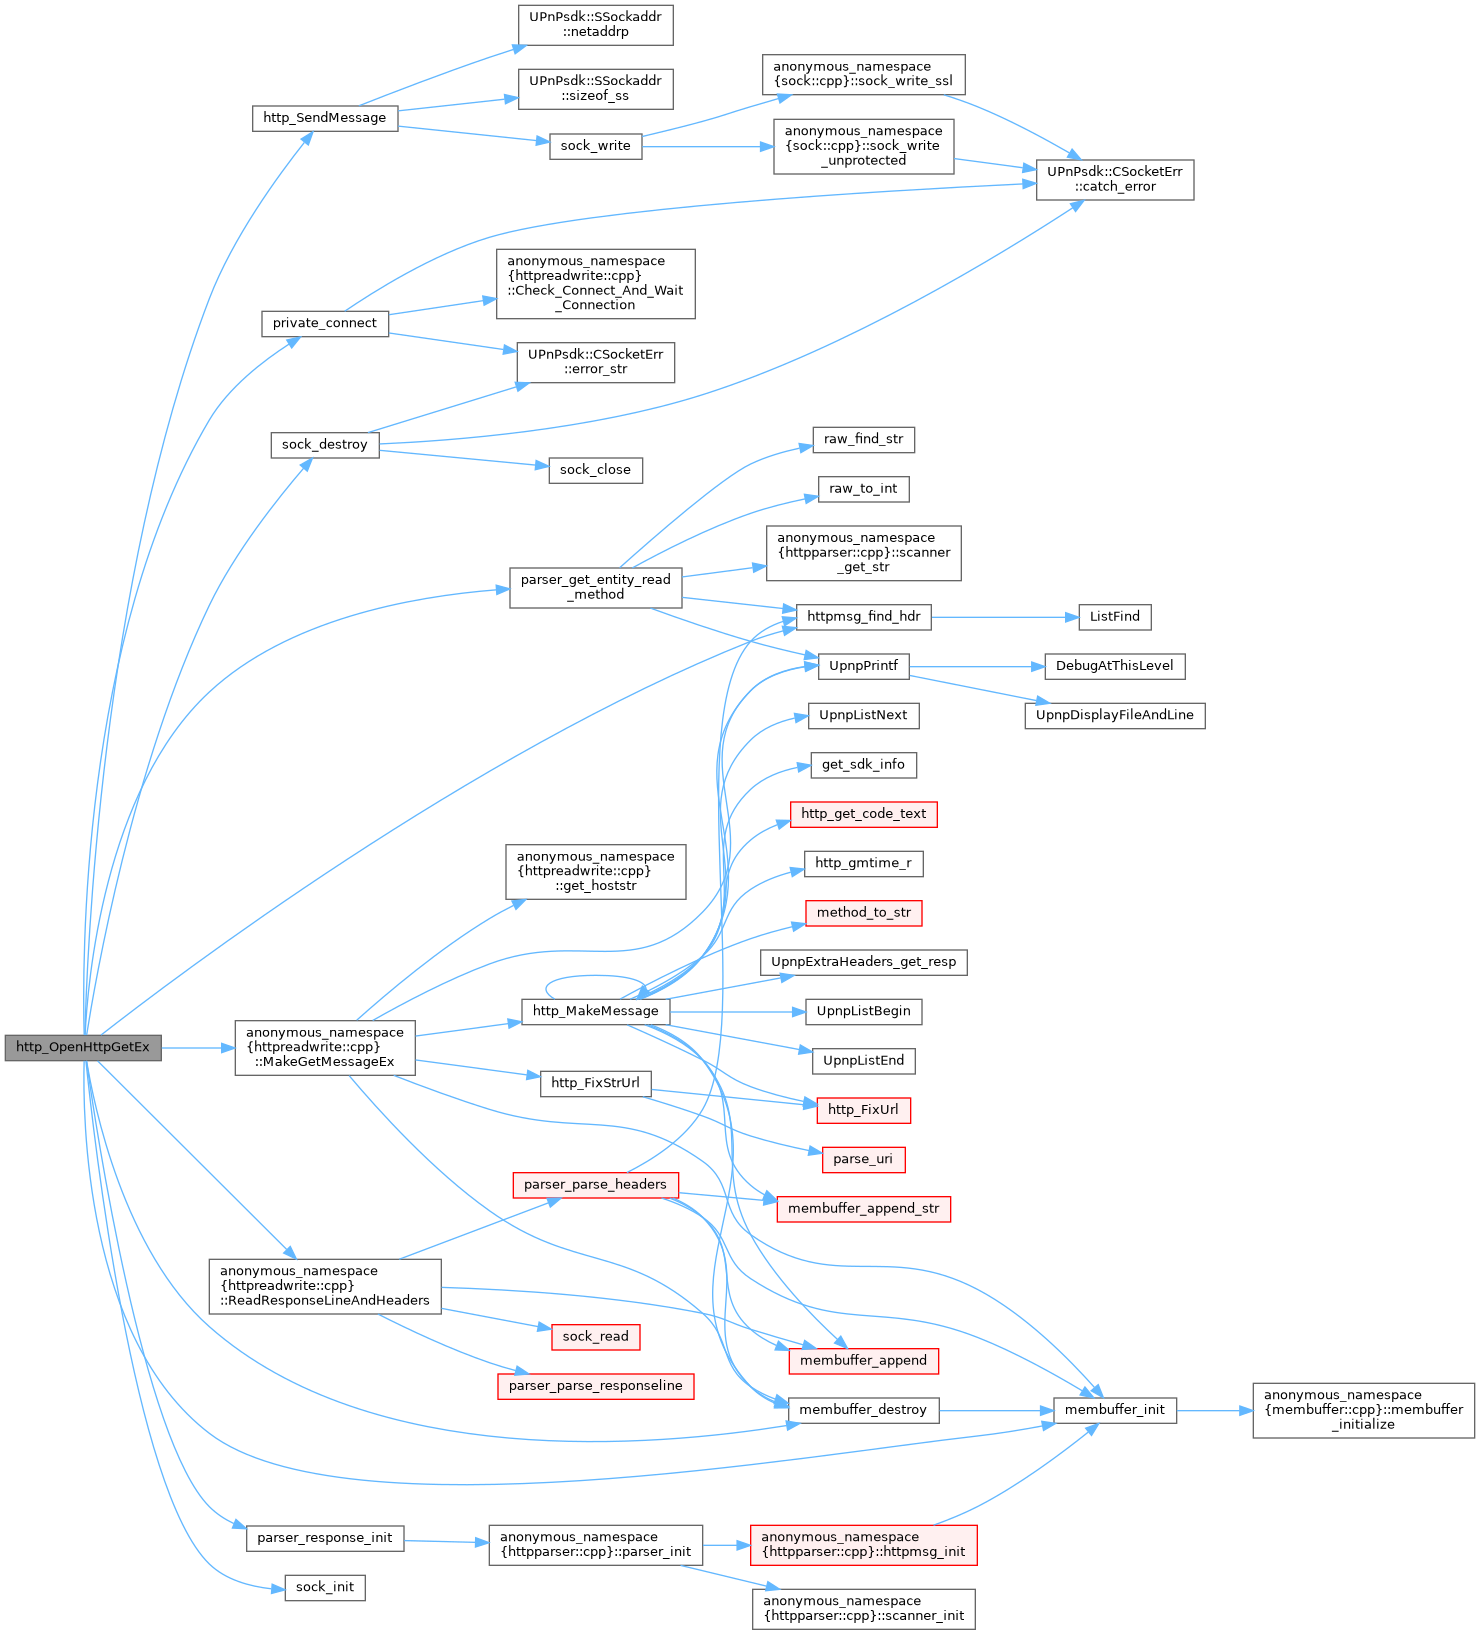 UPnPsdk::SSockaddr
::netaddrp
UPnPsdk::SSockaddr
::sizeof_ss
anonymous_namespace
{sock::cpp}::sock_write_ssl
http_SendMessage
sock_write
anonymous_namespace
{sock::cpp}::sock_write
_unprotected
UPnPsdk::CSocketErr
::catch_error
anonymous_namespace
{httpreadwrite::cpp}
::Check_Connect_And_Wait
_Connection
private_connect
UPnPsdk::CSocketErr
::error_str
sock_destroy
sock_close
raw_find_str
raw_to_int
anonymous_namespace
{httpparser::cpp}::scanner
_get_str
parser_get_entity_read
_method
httpmsg_find_hdr
ListFind
UpnpPrintf
DebugAtThisLevel
UpnpListNext
UpnpDisplayFileAndLine
get_sdk_info
http_get_code_text
http_gmtime_r
anonymous_namespace
{httpreadwrite::cpp}
::get_hoststr
method_to_str
UpnpExtraHeaders_get_resp
http_MakeMessage
UpnpListBegin
http_OpenHttpGetEx
anonymous_namespace
{httpreadwrite::cpp}
::MakeGetMessageEx
UpnpListEnd
http_FixStrUrl
http_FixUrl
parse_uri
parser_parse_headers
membuffer_append_str
anonymous_namespace
{httpreadwrite::cpp}
::ReadResponseLineAndHeaders
sock_read
membuffer_append
parser_parse_responseline
membuffer_destroy
membuffer_init
anonymous_namespace
{membuffer::cpp}::membuffer
_initialize
parser_response_init
anonymous_namespace
{httpparser::cpp}::parser_init
anonymous_namespace
{httpparser::cpp}::httpmsg_init
sock_init
anonymous_namespace
{httpparser::cpp}::scanner_init